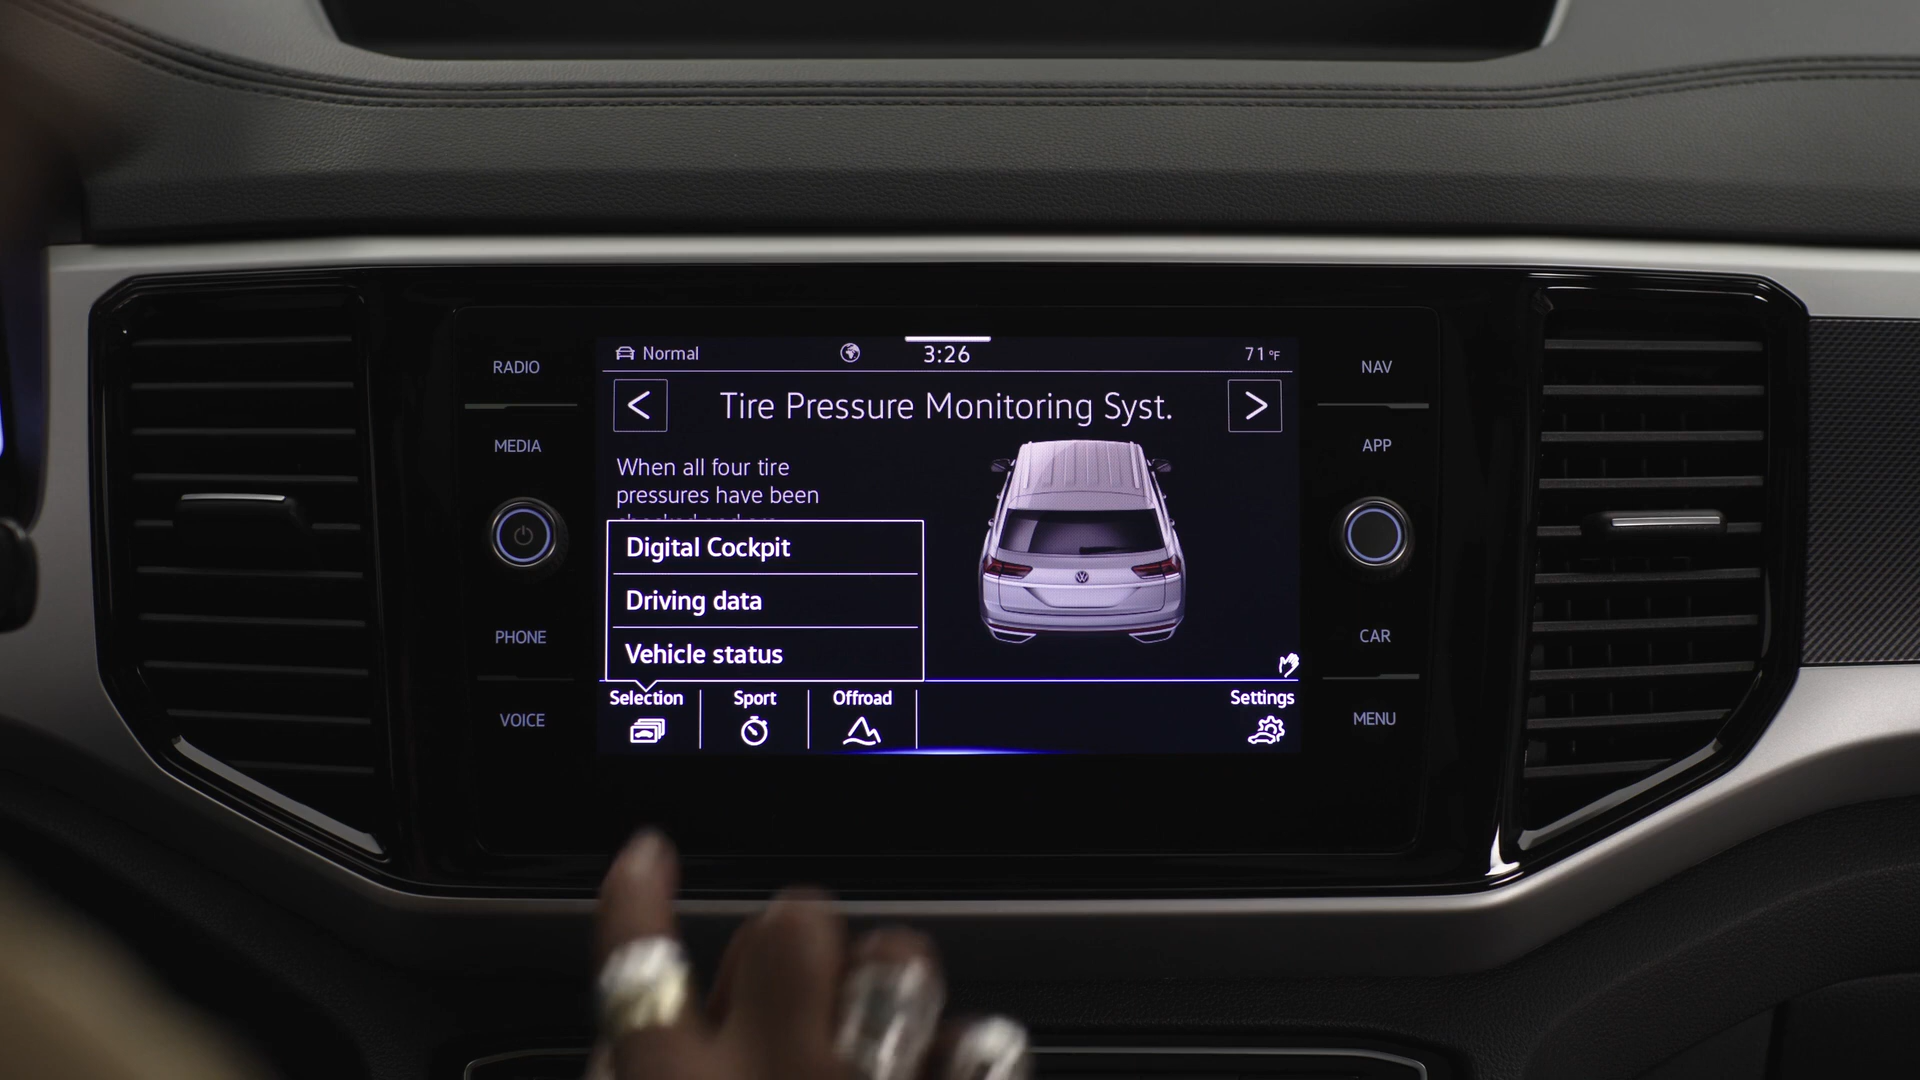 RADIO
MEDIA
PHONE
VOICE
Normal
3:26
71°F
<
Tire Pressure Monitoring Syst.
>
When all four tire
pressures have been
Digital Cockpit
Driving data
Vehicle status
Selection
Sport
Offroad
Settings
NAV
APP
CAR
MENU